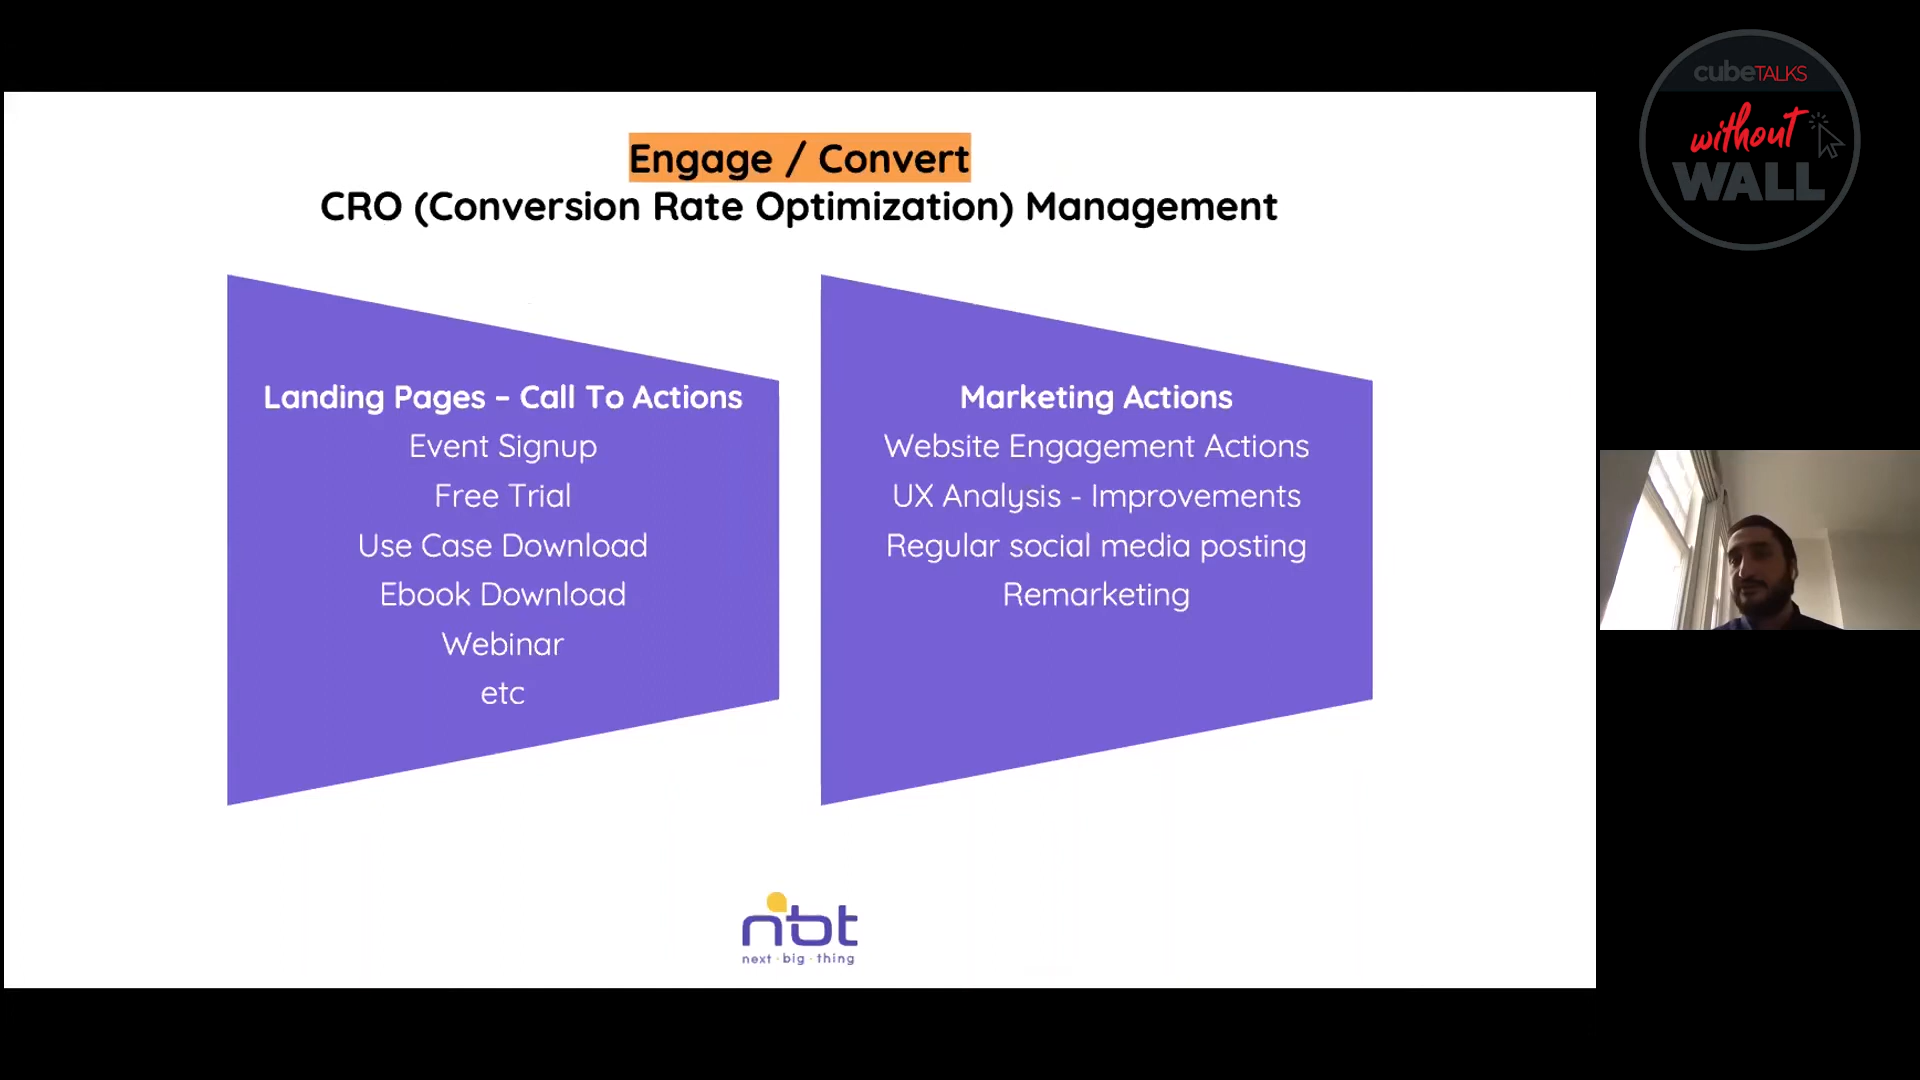 cubeTALKS
without
WALL
Engage / Convert
CRO (Conversion Rate Optimization) Management
Landing Pages – Call To Actions
Event Signup
Free Trial
Use Case Download
Ebook Download
Webinar
etc
Marketing Actions
Website Engagement Actions
UX Analysis - Improvements
Regular social media posting
Remarketing
nbt
next · big · thing